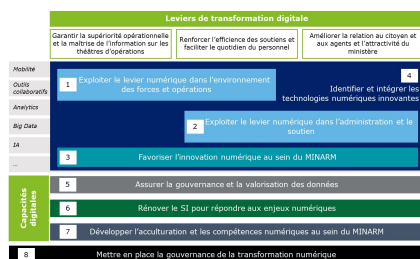 Leviers de transformation digitale
Garantir la supériorité opérationnelle
et la maîtrise de l'information sur les
théâtres d'opérations
Renforcer l'efficience des soutiens et
faciliter le quotidien du personnel
Améliorer la relation au citoyen et
aux agents et l'attractivité du
ministère
Mobilité
Outils
collaboratifs
Analytics
Big Data
IA
...
1 Exploiter le levier numérique dans l'environnement
des forces et opérations
4
Identifier et intégrer les
technologies numériques innovantes
2 Exploiter le levier numérique dans l'administration et le
soutien
3 Favoriser l'innovation numérique au sein du MINARM
Capacités
digitales
5 Assurer la gouvernance et la valorisation des données
6 Rénover le SI pour répondre aux enjeux numériques
7 Développer l'acculturation et les compétences numériques au sein du MINARM
8 Mettre en place la gouvernance de la transformation numérique